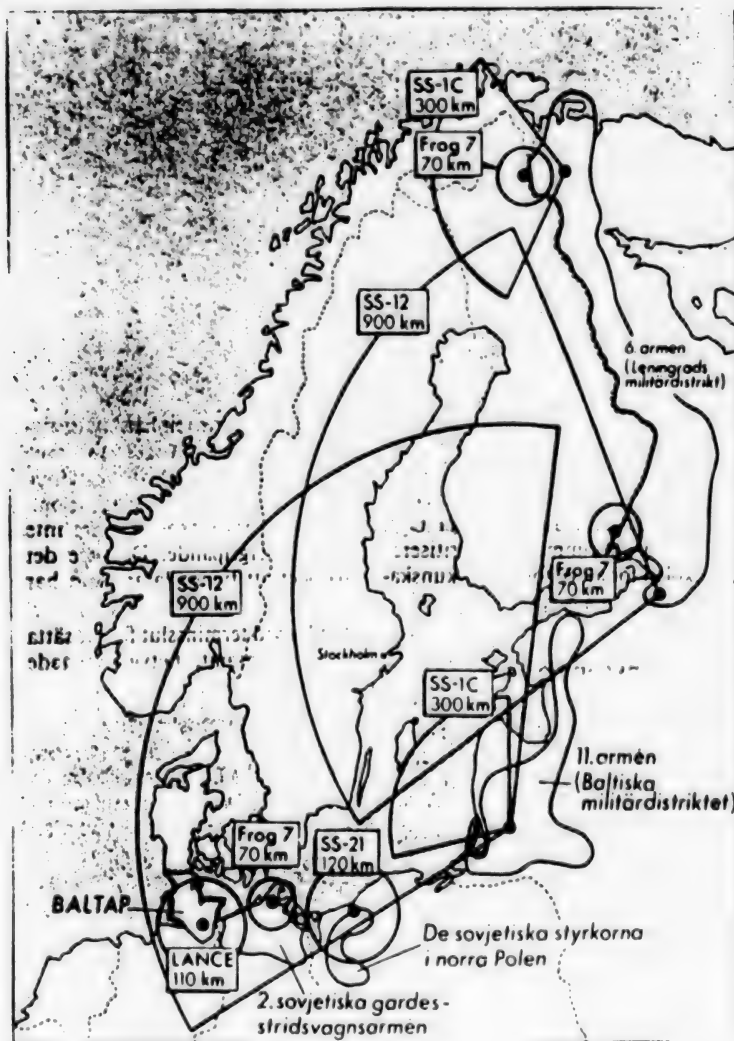 SS-1C
300 km
Frog 7
70 km
SS-12
900 km
6.armén
(Leningrads
militärdistrikt)
SS-12
900 km
Frog 7
70 km
Stockholm
SS-1C
300 km
11.armén
(Baltiska
militärdistriktet)
Frog 7
70 km
SS-21
120 km
BALTAP
LANCE
110 km
De sovjetiska styrkorna
i norra Polen
2.sovjetiska gardes-
stridsvagnsarmén